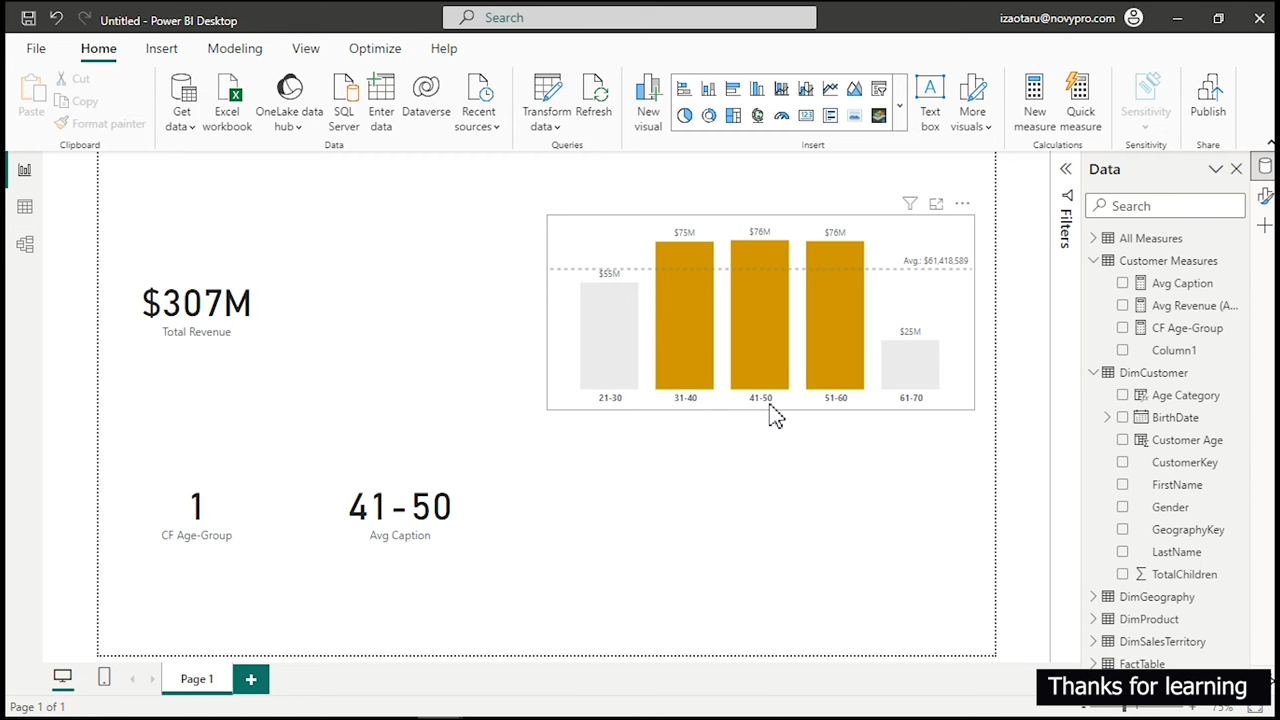 Untitled - Power BI Desktop
Search
izaotaru@novypro.com
File
Home
Insert
Modeling
View
Optimize
Help
Paste
Cut
Copy
Format painter
Clipboard
Get data
Excel workbook
OneLake data hub
SQL Server
Enter data
Dataverse
Recent sources
Data
Transform data
Refresh
Queries
New visual
Text box
More visuals
Insert
New measure
Quick measure
Calculations
Sensitivity
Sensitivity
Publish
Share
$307M
Total Revenue
$55M
$75M
$76M
$76M
$25M
Avg.: $61,418,589
21-30
31-40
41-50
51-60
61-70
1
CF Age-Group
41-50
Avg Caption
Filters
Data
Search
All Measures
Customer Measures
Avg Caption
Avg Revenue (A...
CF Age-Group
Column1
DimCustomer
Age Category
BirthDate
Customer Age
CustomerKey
FirstName
Gender
GeographyKey
LastName
TotalChildren
DimGeography
DimProduct
DimSalesTerritory
FactTable
Page 1
Thanks for learning
Page 1 of 1
75%